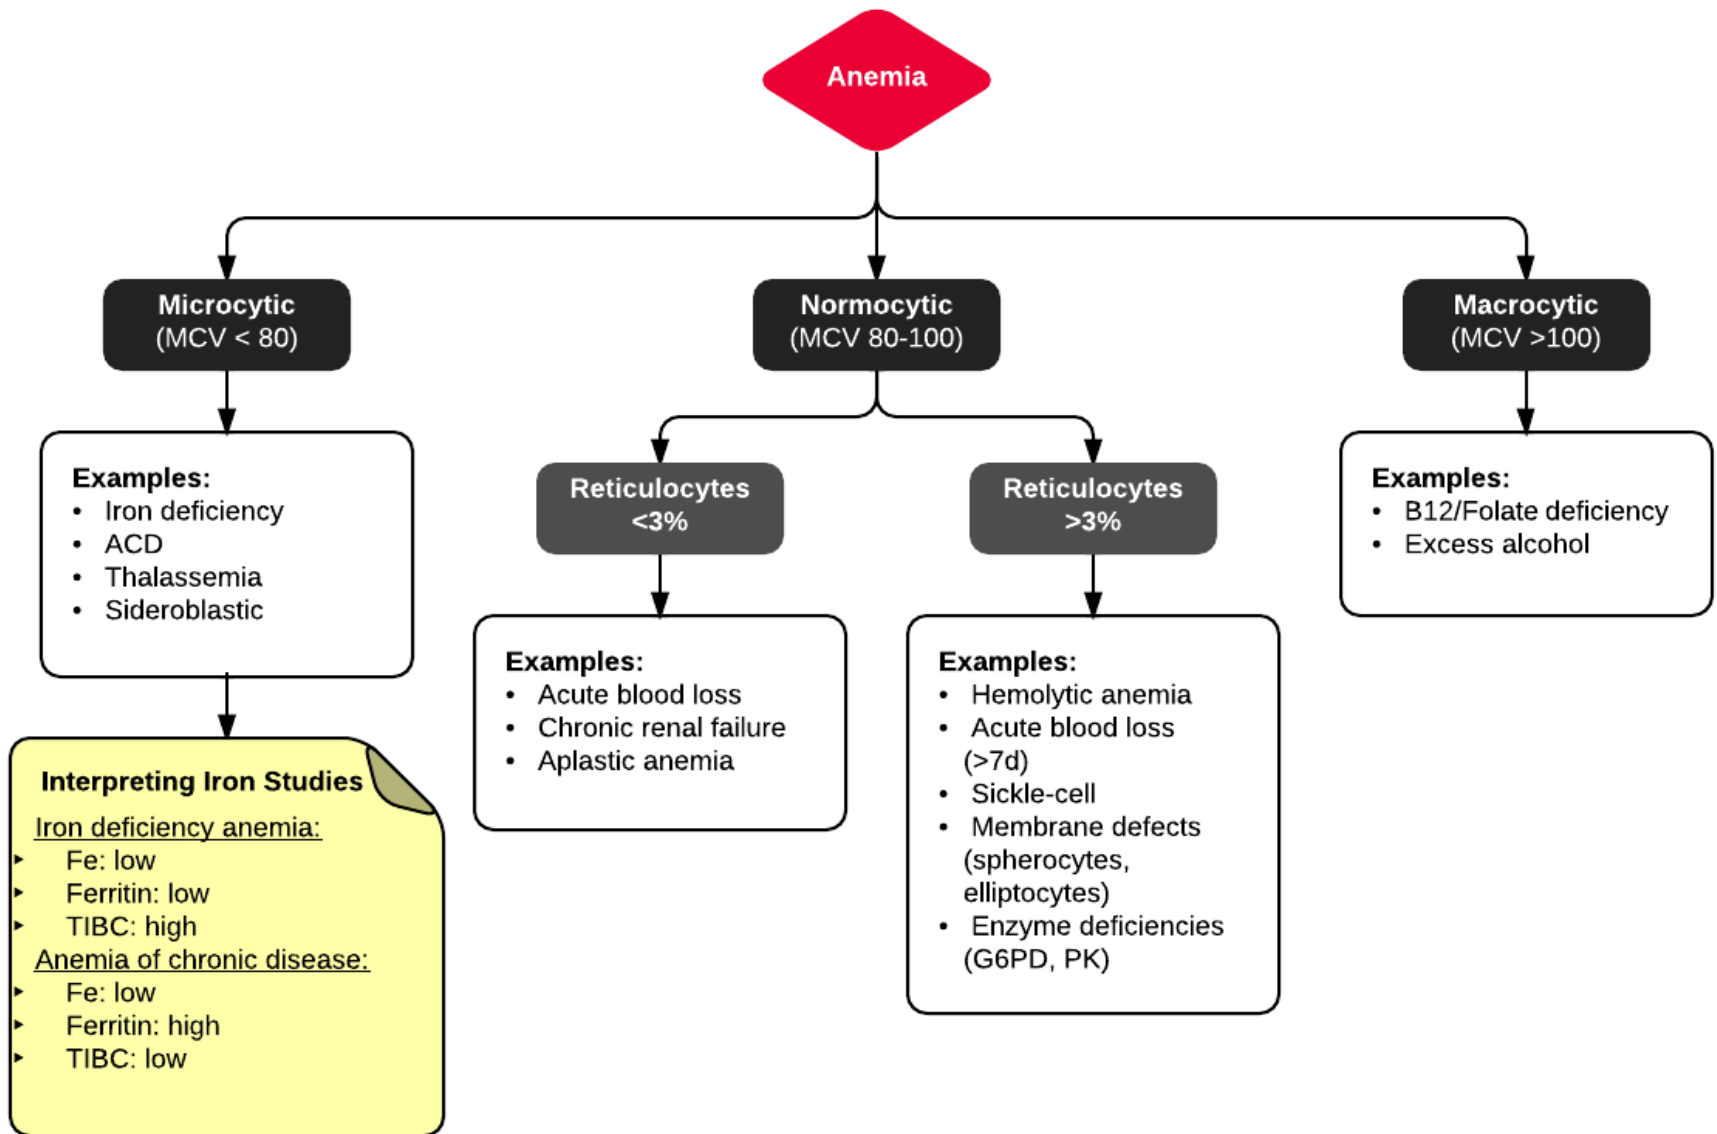 Anemia
Microcytic
(MCV < 80)
Normocytic
(MCV 80-100)
Macrocytic
(MCV >100)
Examples:
• Iron deficiency
• ACD
• Thalassemia
• Sideroblastic
Reticulocytes
<3%
Reticulocytes
>3%
Examples:
• B12/Folate deficiency
• Excess alcohol
Examples:
• Acute blood loss
• Chronic renal failure
• Aplastic anemia
Examples:
• Hemolytic anemia
• Acute blood loss
(>7d)
• Sickle-cell
• Membrane defects
(spherocytes,
elliptocytes)
• Enzyme deficiencies
(G6PD, PK)
Interpreting Iron Studies
Iron deficiency anemia:
‣ Fe: low
‣ Ferritin: low
‣ TIBC: high
Anemia of chronic disease:
‣ Fe: low
‣ Ferritin: high
‣ TIBC: low